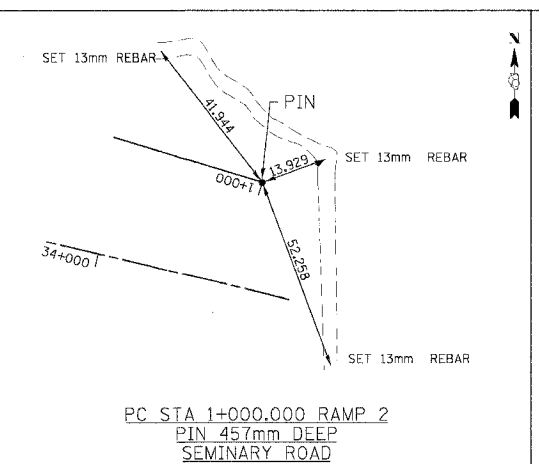 N
SET 13mm REBAR
41.944
PIN
13.929
SET 13mm REBAR
1+000
52.258
34+000
SET 13mm REBAR
PC STA 1+000.000 RAMP 2
PIN 457mm DEEP
SEMINARY ROAD